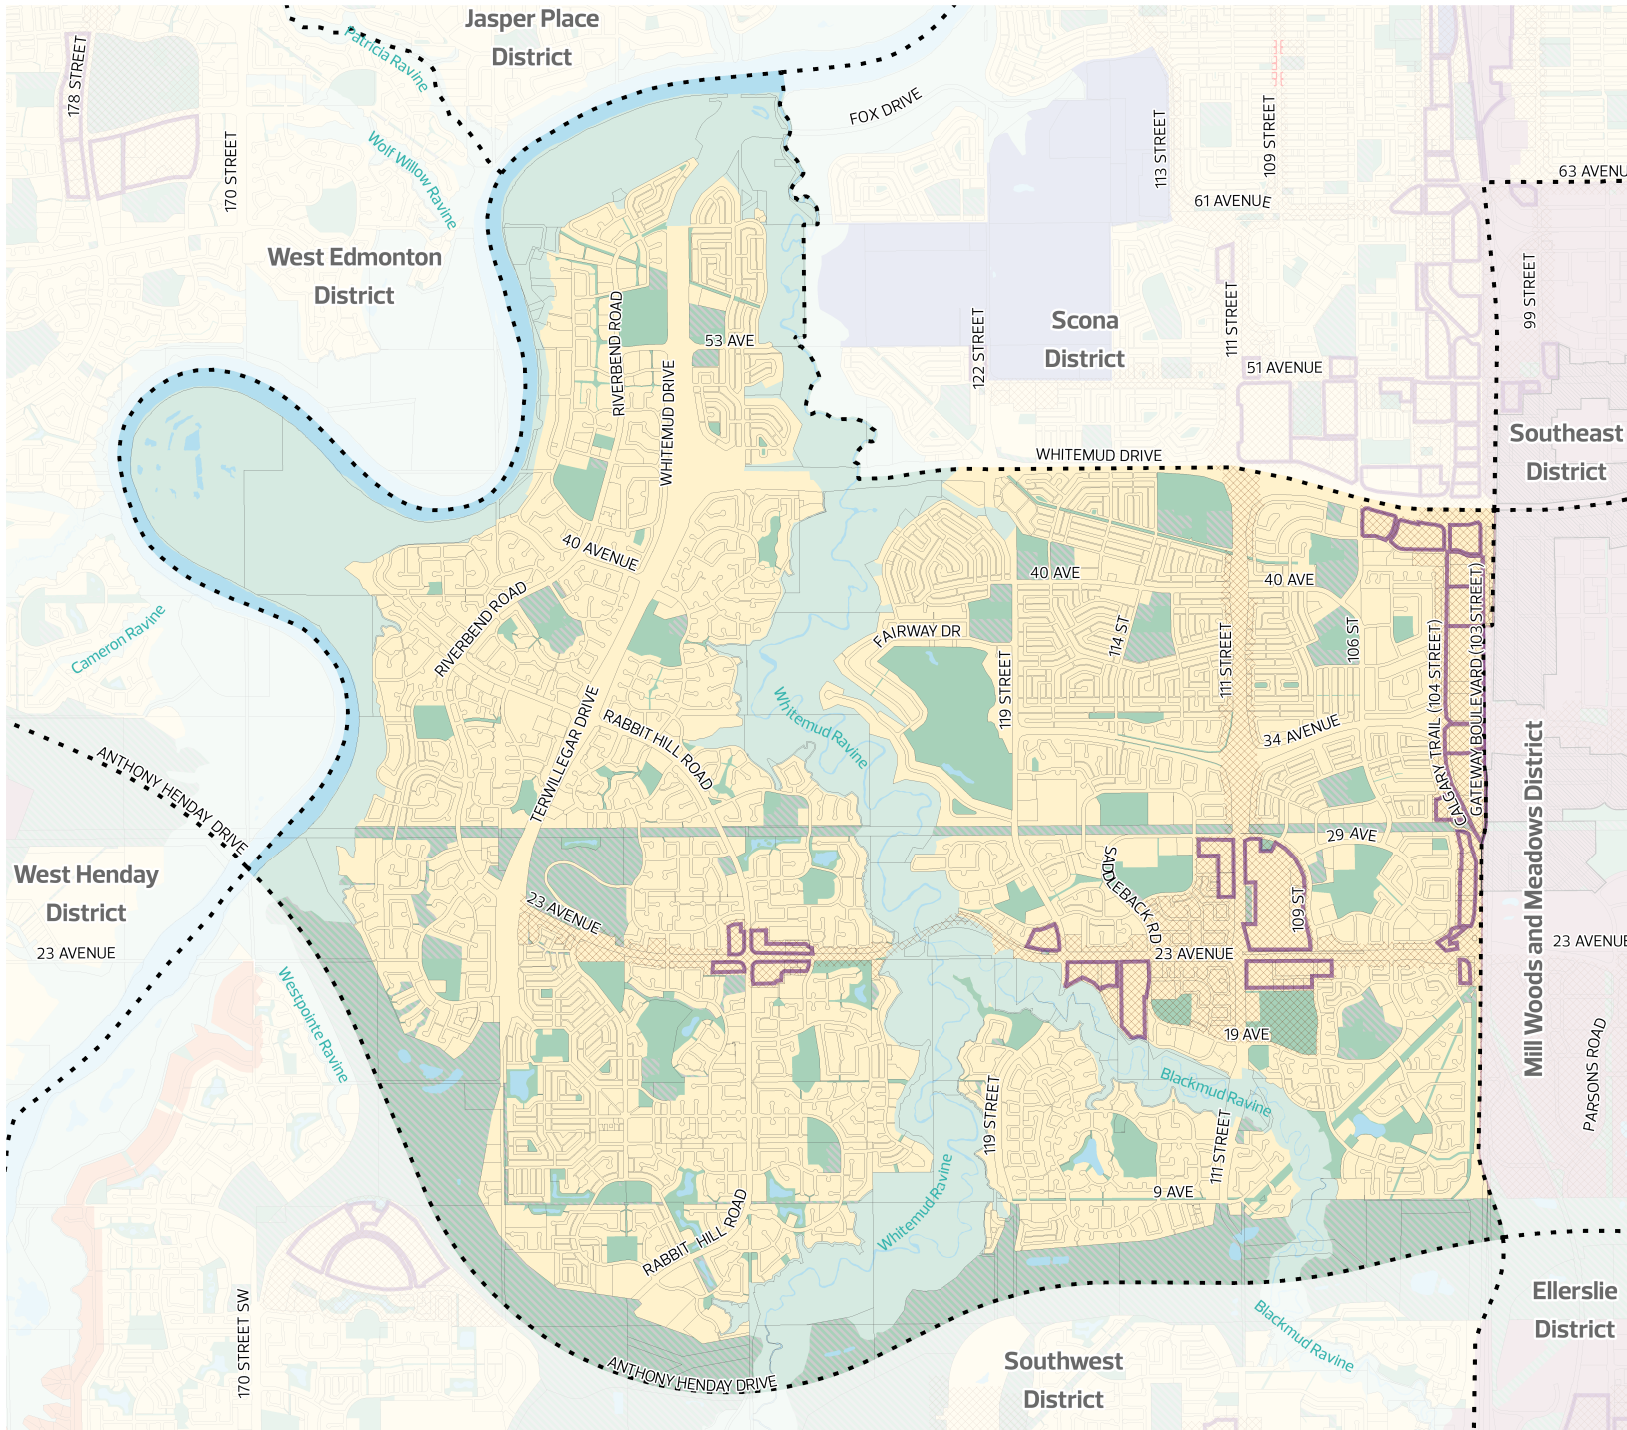 Jasper Place
District
Patricia Ravine
178 STREET
FOX DRIVE
Wolf Willow Ravine
170 STREET
113 STREET
109 STREET
63 AVENU
61 AVENUE
West Edmonton
District
RIVERBEND ROAD
53 AVE
WHITEMUD DRIVE
122 STREET
Scona
District
111 STREET
51 AVENUE
99 STREET
Southeast
District
WHITEMUD DRIVE
40 AVENUE
RIVERBEND ROAD
Cameron Ravine
40 AVE
40 AVE
FAIRWAY DR
114 ST
111 STREET
106 ST
119 STREET
CALGARY TRAIL (104 STREET)
GATEWAY BOULEVARD (103 STREET)
Whitemud Ravine
34 AVENUE
RABBIT HILL ROAD
TERWILLEGAR DRIVE
ANTHONY HENDAY DRIVE
Mill Woods and Meadows District
29 AVE
SADDLEBACK RD
109 ST
West Henday
District
23 AVENUE
23 AVENUE
23 AVENUE
23 AVENUE
Westpointe Ravine
19 AVE
PARSONS ROAD
Blackmud Ravine
119 STREET
111 STREET
9 AVE
Whitemud Ravine
RABBIT HILL ROAD
170 STREET SW
Ellerslie
District
Blackmud Ravine
Southwest
District
ANTHONY HENDAY DRIVE